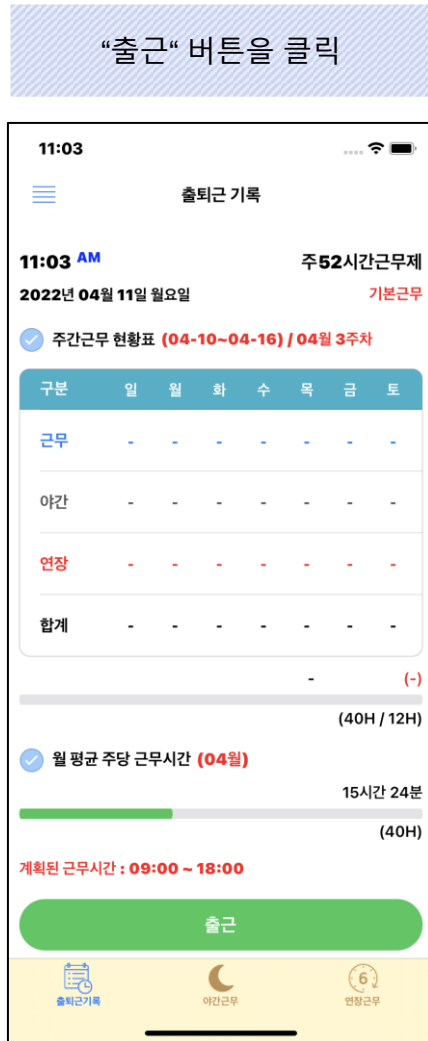 “출근“ 버튼을 클릭
11:03
출퇴근 기록
11:03 AM 주52시간근무제
2022년 04월 11일 월요일 기본근무
주간근무 현황표 (04-10~04-16) / 04월 3주차
구분 일 월 화 수 목 금 토
근무 - - - - - - -
야간 - - - - - - -
연장 - - - - - - -
합계 - - - - - - -
- (-)
(40H / 12H)
월 평균 주당 근무시간 (04월)
15시간 24분
(40H)
계획된 근무시간 : 09:00 ~ 18:00
출근
6
출퇴근기록 야간근무 연장근무